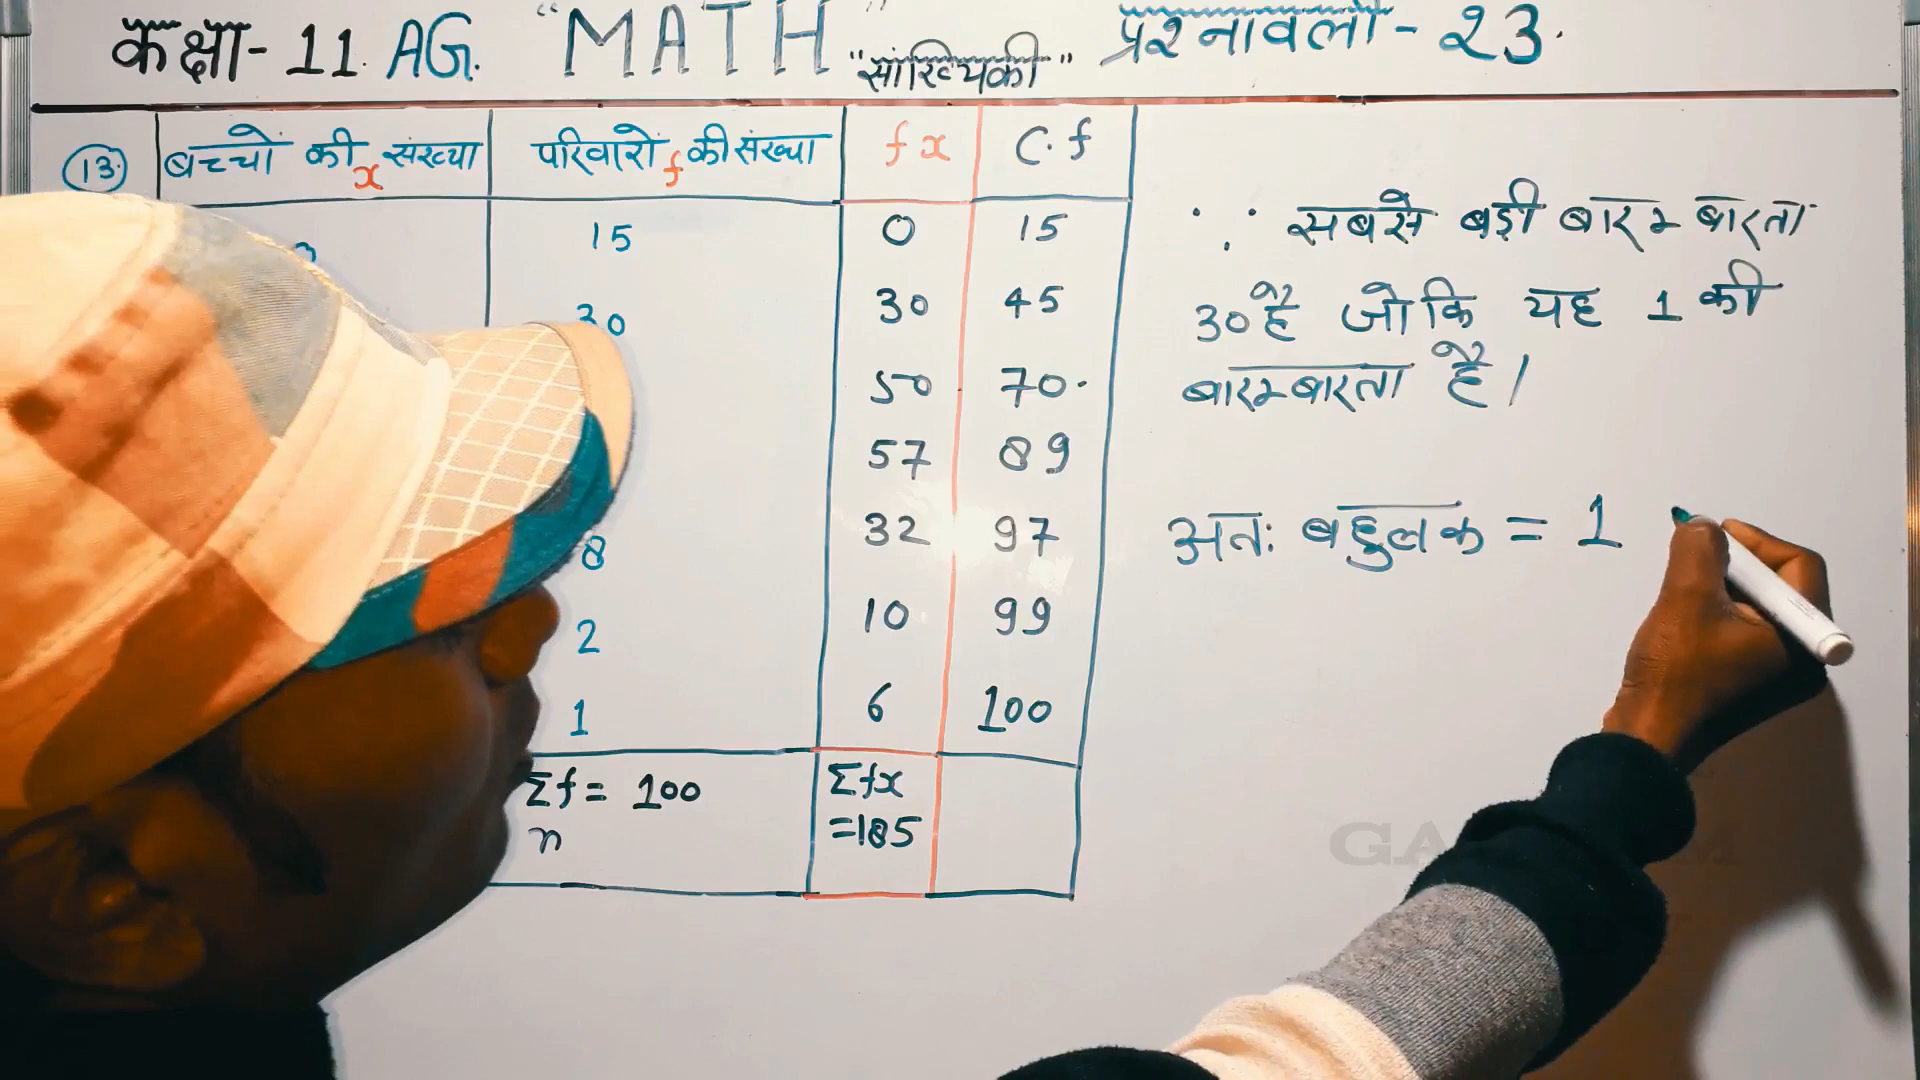 कक्षा- 11. AG. "MATH" "सांख्यिकी" प्रश्नावली - 23.
13. बच्चों की संख्या x परिवारों की संख्या f fx C.f
15 0 15
30 30 45
50 70.
57 89
8 32 97
2 10 99
1 6 100
Σf = 100 Σfx
n =185
∵ सबसे बड़ी बारम्बारता
30 है जोकि यह 1 की
बारम्बारता है।
अतः बहुलक = 1